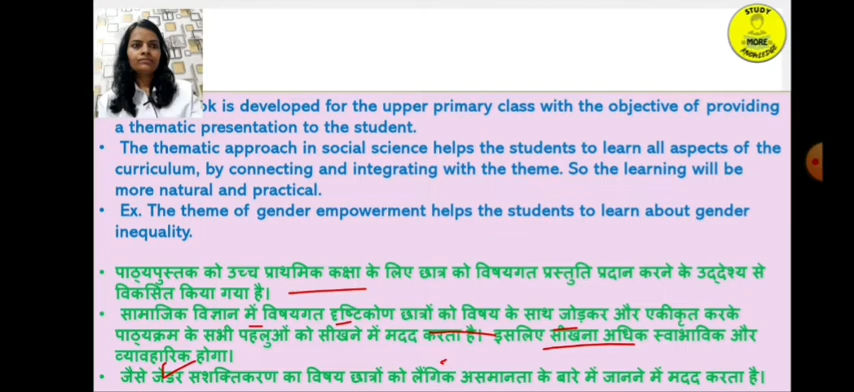 STUDY
MORE
KNOWLEDGE
ok is developed for the upper primary class with the objective of providing
a thematic presentation to the student.
• The thematic approach in social science helps the students to learn all aspects of the
curriculum, by connecting and integrating with the theme. So the learning will be
more natural and practical.
• Ex. The theme of gender empowerment helps the students to learn about gender
inequality.
• पाठ्यपुस्तक को उच्च प्राथमिक कक्षा के लिए छात्र को विषयगत प्रस्तुति प्रदान करने के उद्देश्य से
विकसित किया गया है।
• सामाजिक विज्ञान में विषयगत दृष्टिकोण छात्रों को विषय के साथ जोड़कर और एकीकृत करके
पाठ्यक्रम के सभी पहलुओं को सीखने में मदद करता है। इसलिए सीखना अधिक स्वाभाविक और
व्यावहारिक होगा।
• जैसे जेंडर सशक्तिकरण का विषय छात्रों को लैंगिक असमानता के बारे में जानने में मदद करता है।